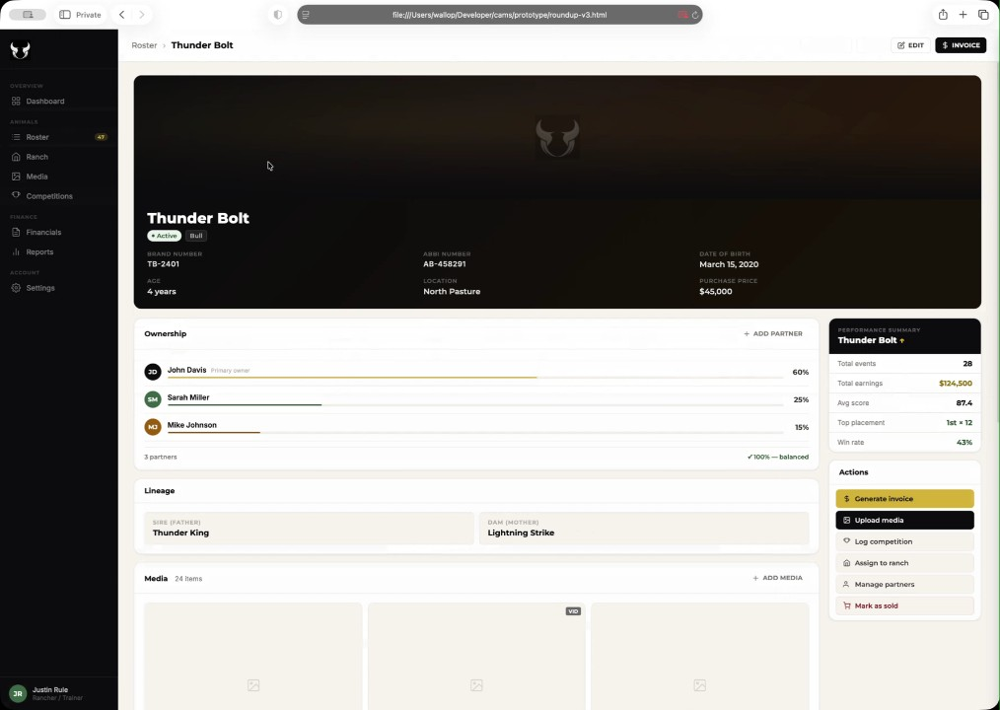 Private
file:///Users/wallop/Developer/cams/prototype/roundup-v3.html
Roster › Thunder Bolt
EDIT
$ INVOICE
OVERVIEW
Dashboard
ANIMALS
Roster 47
Ranch
Media
Competitions
FINANCE
Financials
Reports
ACCOUNT
Settings
JR
Justin Rule
Rancher / Trainer
Thunder Bolt
• Active
Bull
BRAND NUMBER
TB-2401
ABBI NUMBER
AB-458291
DATE OF BIRTH
March 15, 2020
AGE
4 years
LOCATION
North Pasture
PURCHASE PRICE
$45,000
Ownership
+ ADD PARTNER
JD John Davis Primary owner 60%
SM Sarah Miller 25%
MJ Mike Johnson 15%
3 partners
✓ 100% — balanced
Lineage
SIRE (FATHER)
Thunder King
DAM (MOTHER)
Lightning Strike
Media 24 items
+ ADD MEDIA
VID
PERFORMANCE SUMMARY
Thunder Bolt ↑
Total events 28
Total earnings $124,500
Avg score 87.4
Top placement 1st × 12
Win rate 43%
Actions
$ Generate invoice
Upload media
Log competition
Assign to ranch
Manage partners
Mark as sold